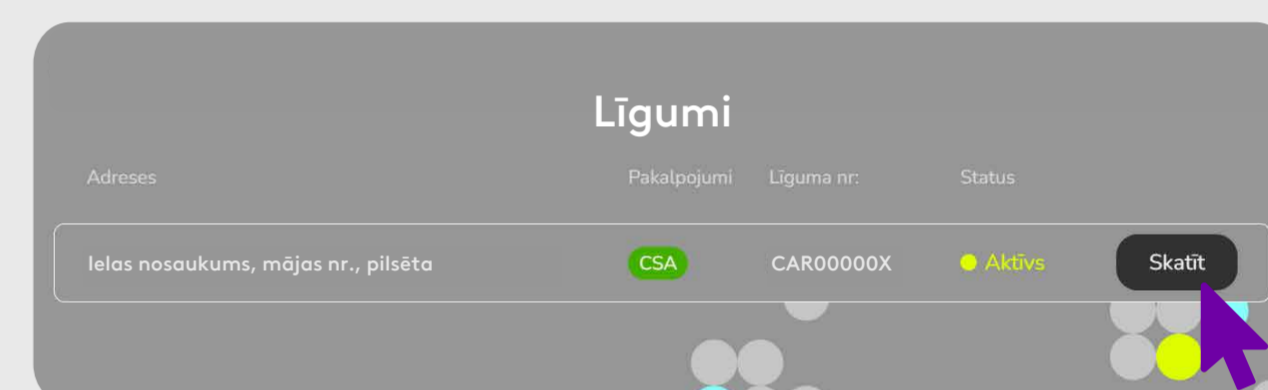 Līgumi
Adreses Pakalpojumi Līguma nr: Status
Ielas nosaukums, mājas nr., pilsēta CSA CAR00000X Aktīvs Skatīt